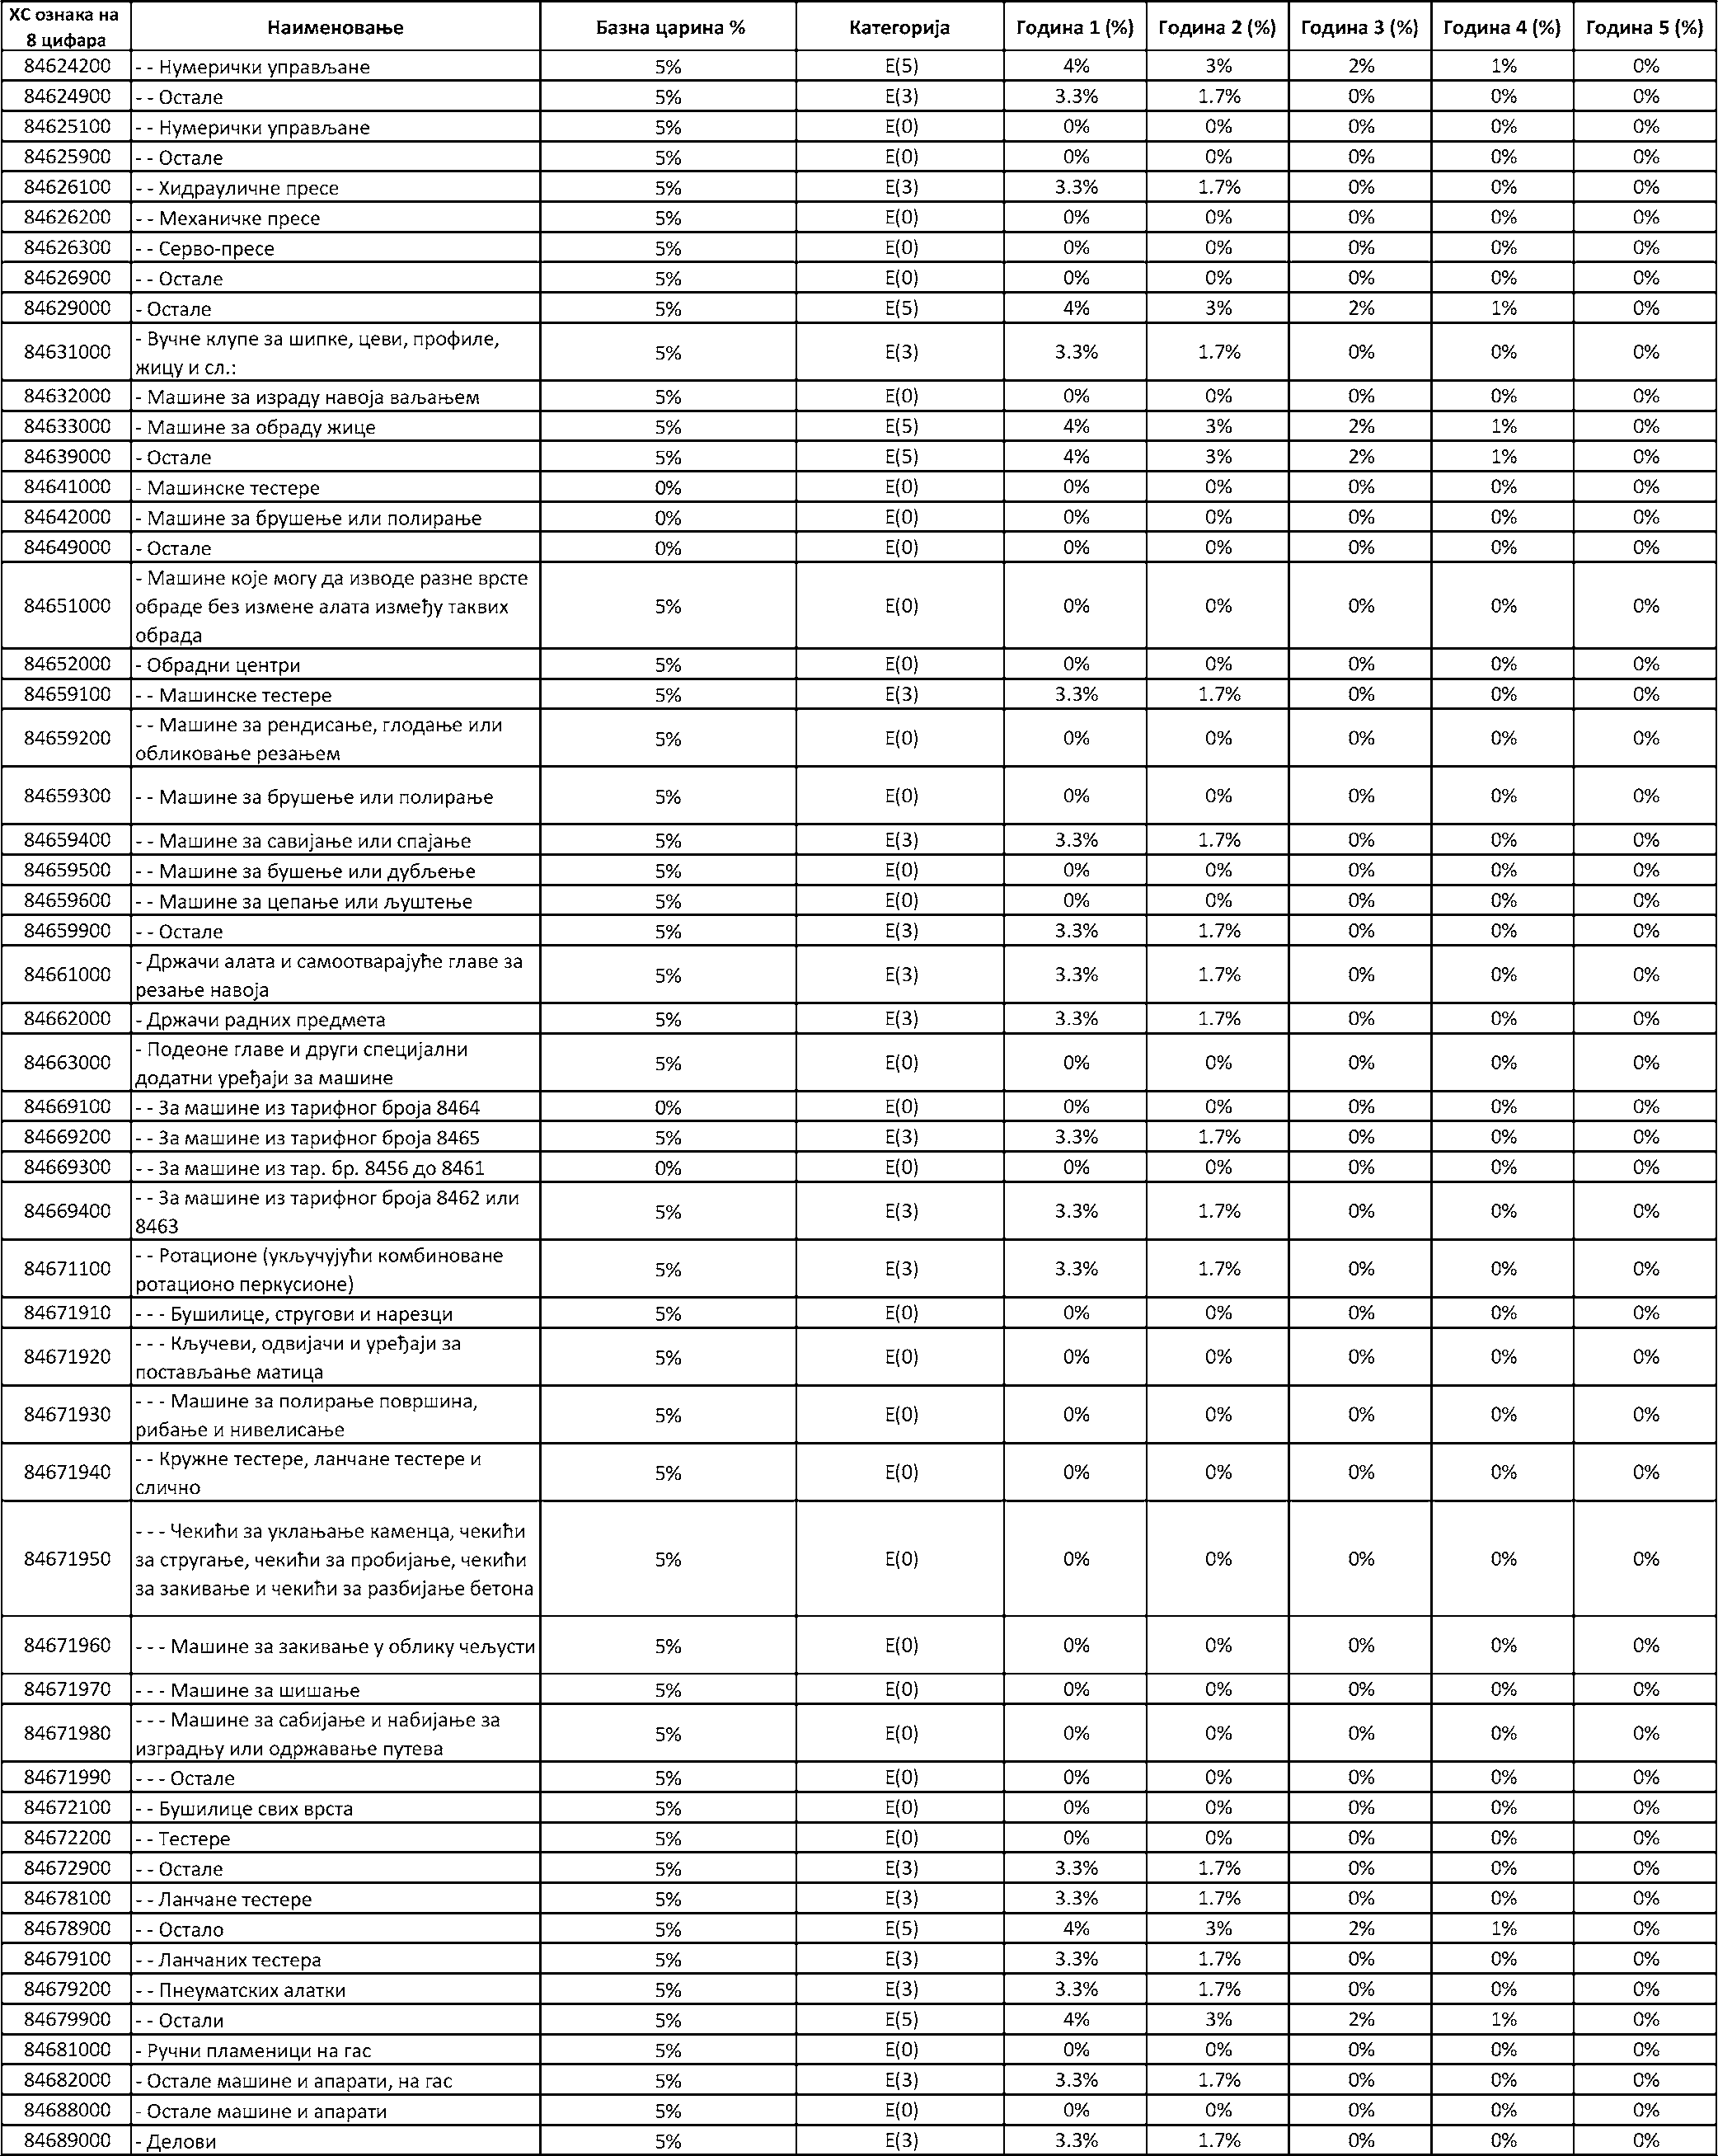 ХС ознака на 8 цифара Наименовање Базна царина % Категорија Година 1 (%) Година 2 (%) Година 3 (%) Година 4 (%) Година 5 (%)
84624200 - - Нумерички управљане 5% E(5) 4% 3% 2% 1% 0%
84624900 - - Остале 5% E(3) 3.3% 1.7% 0% 0% 0%
84625100 - - Нумерички управљане 5% E(0) 0% 0% 0% 0% 0%
84625900 - - Остале 5% E(0) 0% 0% 0% 0% 0%
84626100 - - Хидрауличне пресе 5% E(3) 3.3% 1.7% 0% 0% 0%
84626200 - - Механичке пресе 5% E(0) 0% 0% 0% 0% 0%
84626300 - - Серво-пресе 5% E(0) 0% 0% 0% 0% 0%
84626900 - - Остале 5% E(0) 0% 0% 0% 0% 0%
84629000 - Остале 5% E(5) 4% 3% 2% 1% 0%
84631000 - Вучне клупе за шипке, цеви, профиле, жицу и сл.: 5% E(3) 3.3% 1.7% 0% 0% 0%
84632000 - Машине за израду навоја ваљањем 5% E(0) 0% 0% 0% 0% 0%
84633000 - Машине за обраду жице 5% E(5) 4% 3% 2% 1% 0%
84639000 - Остале 5% E(5) 4% 3% 2% 1% 0%
84641000 - Машинске тестере 0% E(0) 0% 0% 0% 0% 0%
84642000 - Машине за брушење или полирање 0% E(0) 0% 0% 0% 0% 0%
84649000 - Остале 0% E(0) 0% 0% 0% 0% 0%
84651000 - Машине које могу да изводе разне врсте обраде без измене алата између таквих обрада 5% E(0) 0% 0% 0% 0% 0%
84652000 - Обрадни центри 5% E(0) 0% 0% 0% 0% 0%
84659100 - - Машинске тестере 5% E(3) 3.3% 1.7% 0% 0% 0%
84659200 - - Машине за рендисање, глодање или обликовање резањем 5% E(0) 0% 0% 0% 0% 0%
84659300 - - Машине за брушење или полирање 5% E(0) 0% 0% 0% 0% 0%
84659400 - - Машине за савијање или спајање 5% E(3) 3.3% 1.7% 0% 0% 0%
84659500 - - Машине за бушење или дубљење 5% E(0) 0% 0% 0% 0% 0%
84659600 - - Машине за цепање или љуштење 5% E(0) 0% 0% 0% 0% 0%
84659900 - - Остале 5% E(3) 3.3% 1.7% 0% 0% 0%
84661000 - Држачи алата и самоотварајуће главе за резање навоја 5% E(3) 3.3% 1.7% 0% 0% 0%
84662000 - Држачи радних предмета 5% E(3) 3.3% 1.7% 0% 0% 0%
84663000 - Подеоне главе и други специјални додатни уређаји за машине 5% E(0) 0% 0% 0% 0% 0%
84669100 - - За машине из тарифног броја 8464 0% E(0) 0% 0% 0% 0% 0%
84669200 - - За машине из тарифног броја 8465 5% E(3) 3.3% 1.7% 0% 0% 0%
84669300 - - За машине из тар. бр. 8456 до 8461 0% E(0) 0% 0% 0% 0% 0%
84669400 - - За машине из тарифног броја 8462 или 8463 5% E(3) 3.3% 1.7% 0% 0% 0%
84671100 - - Ротационе (укључујући комбиноване ротационо перкусионе) 5% E(3) 3.3% 1.7% 0% 0% 0%
84671910 - - - Бушилице, стругови и нарезци 5% E(0) 0% 0% 0% 0% 0%
84671920 - - - Кључеви, одвијачи и уређаји за постављање матица 5% E(0) 0% 0% 0% 0% 0%
84671930 - - - Машине за полирање површина, рибање и нивелисање 5% E(0) 0% 0% 0% 0% 0%
84671940 - - Кружне тестере, ланчане тестере и слично 5% E(0) 0% 0% 0% 0% 0%
84671950 - - - Чекићи за уклањање каменца, чекићи за стругање, чекићи за пробијање, чекићи за закивање и чекићи за разбијање бетона 5% E(0) 0% 0% 0% 0% 0%
84671960 - - - Машине за закивање у облику чељусти 5% E(0) 0% 0% 0% 0% 0%
84671970 - - - Машине за шишање 5% E(0) 0% 0% 0% 0% 0%
84671980 - - - Машине за сабијање и набијање за изградњу или одржавање путева 5% E(0) 0% 0% 0% 0% 0%
84671990 - - - Остале 5% E(0) 0% 0% 0% 0% 0%
84672100 - - Бушилице свих врста 5% E(0) 0% 0% 0% 0% 0%
84672200 - - Тестере 5% E(0) 0% 0% 0% 0% 0%
84672900 - - Остале 5% E(3) 3.3% 1.7% 0% 0% 0%
84678100 - - Ланчане тестере 5% E(3) 3.3% 1.7% 0% 0% 0%
84678900 - - Остало 5% E(5) 4% 3% 2% 1% 0%
84679100 - - Ланчаних тестера 5% E(3) 3.3% 1.7% 0% 0% 0%
84679200 - - Пнеуматских алатки 5% E(3) 3.3% 1.7% 0% 0% 0%
84679900 - - Остали 5% E(5) 4% 3% 2% 1% 0%
84681000 - Ручни пламеници на гас 5% E(0) 0% 0% 0% 0% 0%
84682000 - Остале машине и апарати, на гас 5% E(3) 3.3% 1.7% 0% 0% 0%
84688000 - Остале машине и апарати 5% E(0) 0% 0% 0% 0% 0%
84689000 - Делови 5% E(3) 3.3% 1.7% 0% 0% 0%